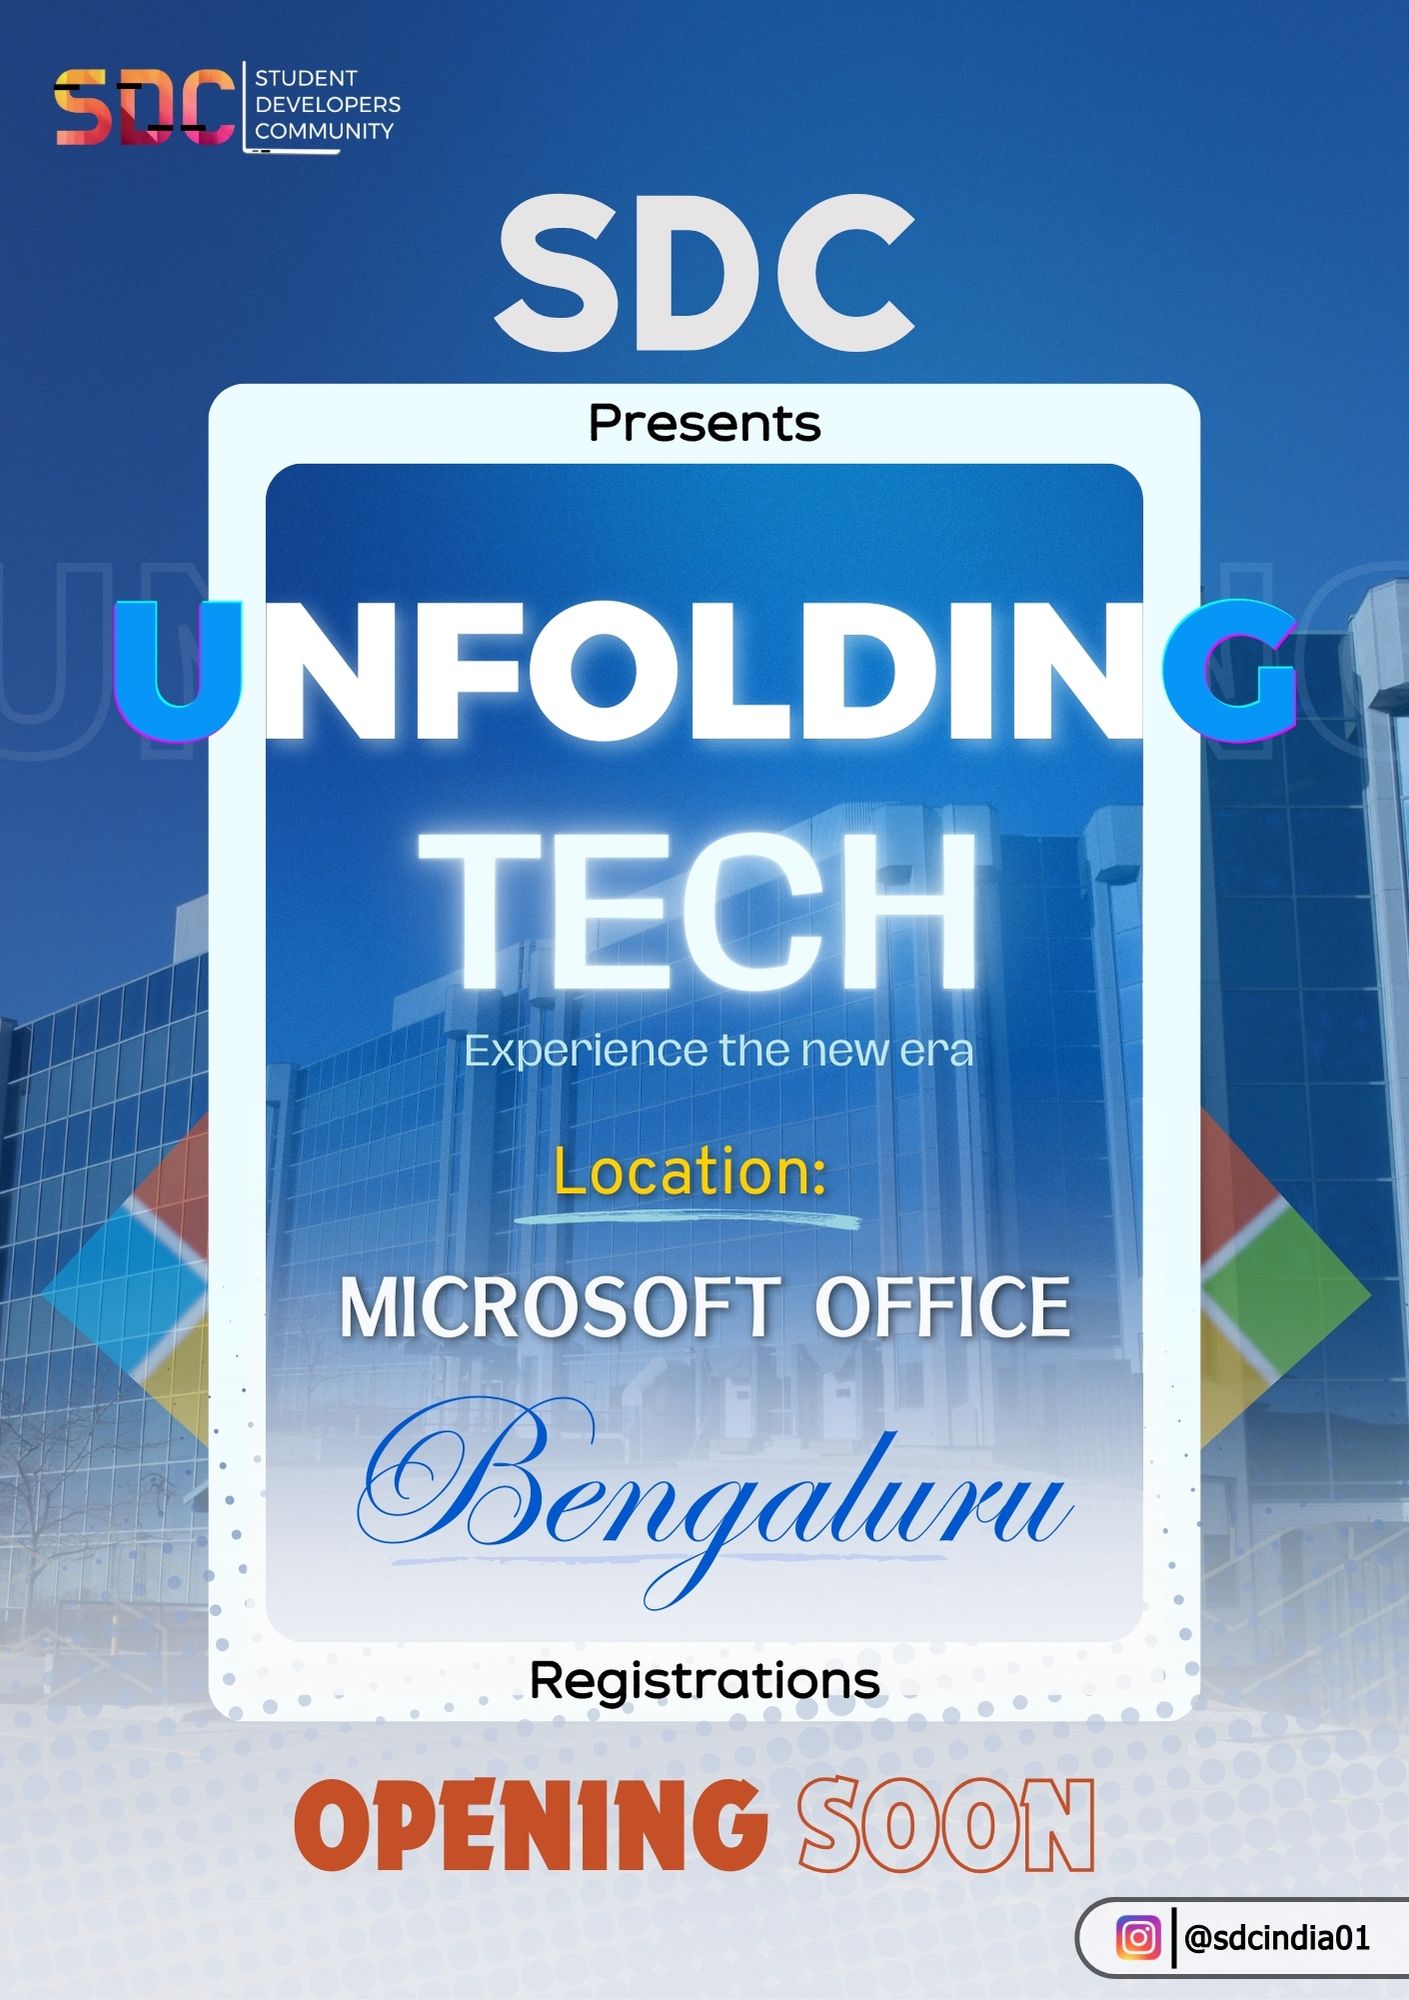 SDC
STUDENT
DEVELOPERS
COMMUNITY
SDC
Presents
UNFOLDING
TECH
Experience the new era
Location:
MICROSOFT OFFICE
Bengaluru
Registrations
OPENING SOON
@sdcindia01